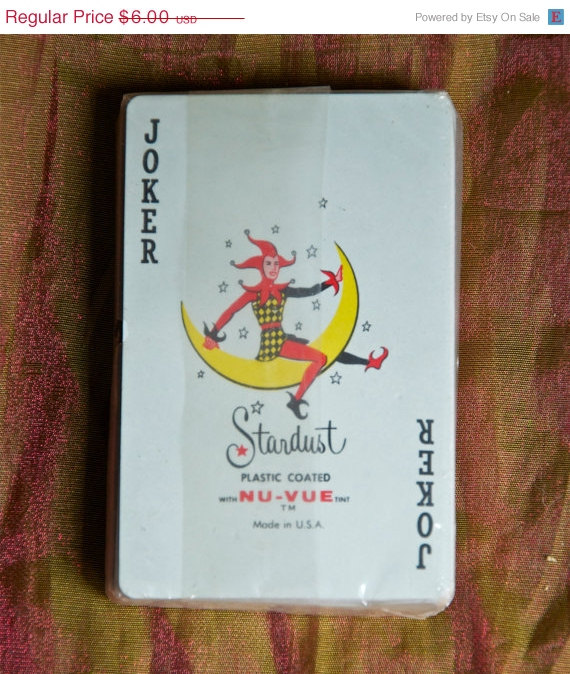 Regular Price $6.00 USD
Powered by Etsy On Sale E
JOKER
Stardust
PLASTIC COATED
WITH NU-VUE TINT
TM
Made in U.S.A.
JOKER